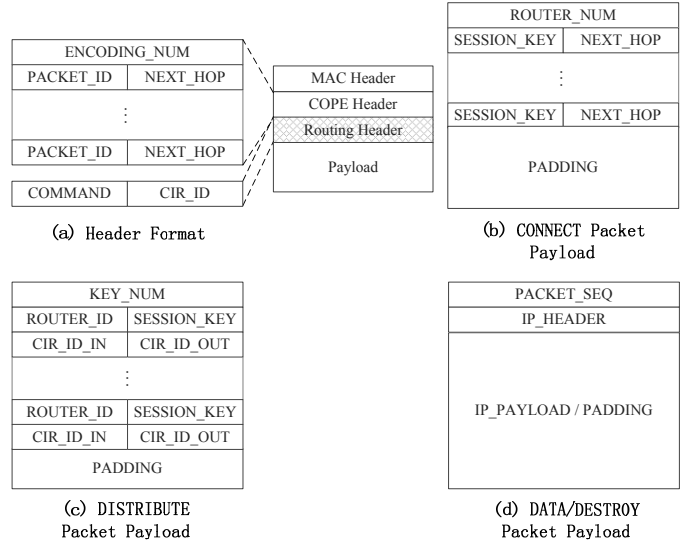 ENCODING_NUM
PACKET_ID NEXT_HOP
⋮
PACKET_ID NEXT_HOP
COMMAND CIR_ID
MAC Header
COPE Header
Routing Header
Payload
(a) Header Format
ROUTER_NUM
SESSION_KEY NEXT_HOP
⋮
SESSION_KEY NEXT_HOP
PADDING
(b) CONNECT Packet
Payload
KEY_NUM
ROUTER_ID SESSION_KEY
CIR_ID_IN CIR_ID_OUT
⋮
ROUTER_ID SESSION_KEY
CIR_ID_IN CIR_ID_OUT
PADDING
(c) DISTRIBUTE
Packet Payload
PACKET_SEQ
IP_HEADER
IP_PAYLOAD / PADDING
(d) DATA/DESTROY
Packet Payload